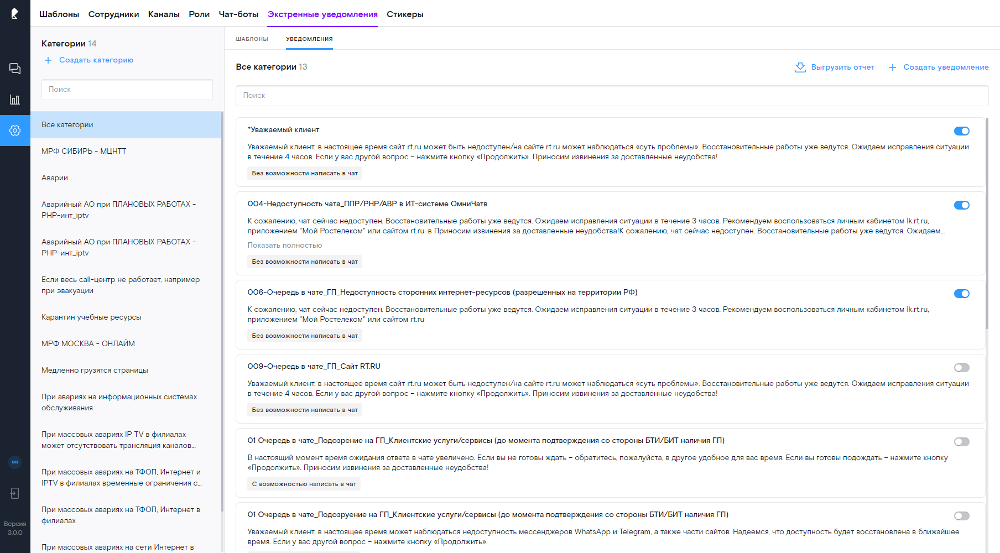 Шаблоны Сотрудники Каналы Роли Чат-боты Экстренные уведомления Стикеры
Категории 14
Создать категорию
Поиск
Все категории
МРФ СИБИРЬ - МЦНТТ
Аварии
Аварийный АО при ПЛАНОВЫХ РАБОТАХ -
РНР-инт_iptv
Аварийный АО при ПЛАНОВЫХ РАБОТАХ -
РНР-инт_iptv
Если весь call-центр не работает, например
при эвакуации
Карантин учебные ресурсы
МРФ МОСКВА - ОНЛАЙМ
Медленно грузятся страницы
При авариях на информационных системах
обслуживания
При массовых авариях IP TV в филиалах
может отсутствовать трансляция каналов...
При массовых авариях на ТФОП, Интернет и
IPTV в филиалах временные ограничения с...
При массовых авариях на ТФОП, Интернет в
филиалах
При массовых авариях на сети Интернет в
aa
Версия
3.0.0
ШАБЛОНЫ УВЕДОМЛЕНИЯ
Все категории 13
Выгрузить отчет Создать уведомление
Поиск
*Уважаемый клиент
Уважаемый клиент, в настоящее время сайт rt.ru может быть недоступен/на сайте rt.ru может наблюдаться «суть проблемы». Восстановительные работы уже ведутся. Ожидаем исправления ситуации
в течение 4 часов. Если у вас другой вопрос – нажмите кнопку «Продолжить». Приносим извинения за доставленные неудобства!
Без возможности написать в чат
004-Недоступность чата_ППР/РНР/АВР в ИТ-системе ОмниЧатв
К сожалению, чат сейчас недоступен. Восстановительные работы уже ведутся. Ожидаем исправления ситуации в течение 3 часов. Рекомендуем воспользоваться личным кабинетом lk.rt.ru,
приложением "Мой Ростелеком" или сайтом rt.ru. в Приносим извинения за доставленные неудобства!К сожалению, чат сейчас недоступен. Восстановительные работы уже ведутся. Ожидаем...
Показать полностью
Без возможности написать в чат
006-Очередь в чате_ГП_Недоступность сторонних интернет-ресурсов (разрешенных на территории РФ)
К сожалению, чат сейчас недоступен. Восстановительные работы уже ведутся. Ожидаем исправления ситуации в течение 3 часов. Рекомендуем воспользоваться личным кабинетом lk.rt.ru,
приложением "Мой Ростелеком" или сайтом rt.ru
Без возможности написать в чат
009-Очередь в чате_ГП_Сайт RT.RU
Уважаемый клиент, в настоящее время сайт rt.ru может быть недоступен/на сайте rt.ru может наблюдаться «суть проблемы». Восстановительные работы уже ведутся. Ожидаем исправления ситуации
в течение 4 часов. Если у вас другой вопрос – нажмите кнопку «Продолжить». Приносим извинения за доставленные неудобства!
Без возможности написать в чат
01 Очередь в чате_Подозрение на ГП_Клиентские услуги/сервисы (до момента подтверждения со стороны БТИ/БИТ наличия ГП)
В настоящий момент время ожидания ответа в чате увеличено. Если вы не готовы ждать – обратитесь, пожалуйста, в другое удобное для вас время. Если вы готовы подождать – нажмите кнопку
«Продолжить». Приносим извинения за доставленные неудобства!
С возможностью написать в чат
01 Очередь в чате_Подозруение на ГП_Клиентские услуги/сервисы (до момента подтверждения со стороны БТИ/БИТ наличия ГП)
Уважаемый клиент, в настоящее время может наблюдаться недоступность мессенджеров WhatsApp и Telegram, а также части сайтов. Надеемся, что доступность будет восстановлена в ближайшее
время. Если у вас другой вопрос – нажмите кнопку «Продолжить».